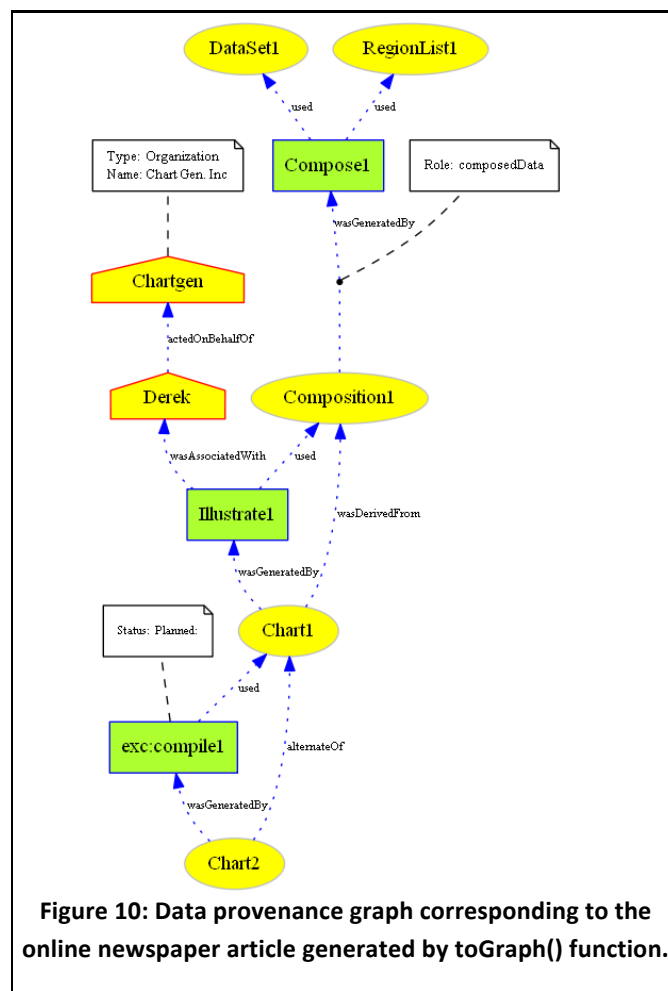 DataSet1
RegionList1
used
used
Type: Organization
Name: Chart Gen. Inc
Compose1
Role: composedData
wasGeneratedBy
Chartgen
actedOnBehalfOf
Derek
Composition1
wasAssociatedWith
used
Illustrate1
wasDerivedFrom
wasGeneratedBy
Chart1
Status: Planned:
used
exc:compile1
alternateOf
wasGeneratedBy
Chart2
Figure 10: Data provenance graph corresponding to the
online newspaper article generated by toGraph() function.